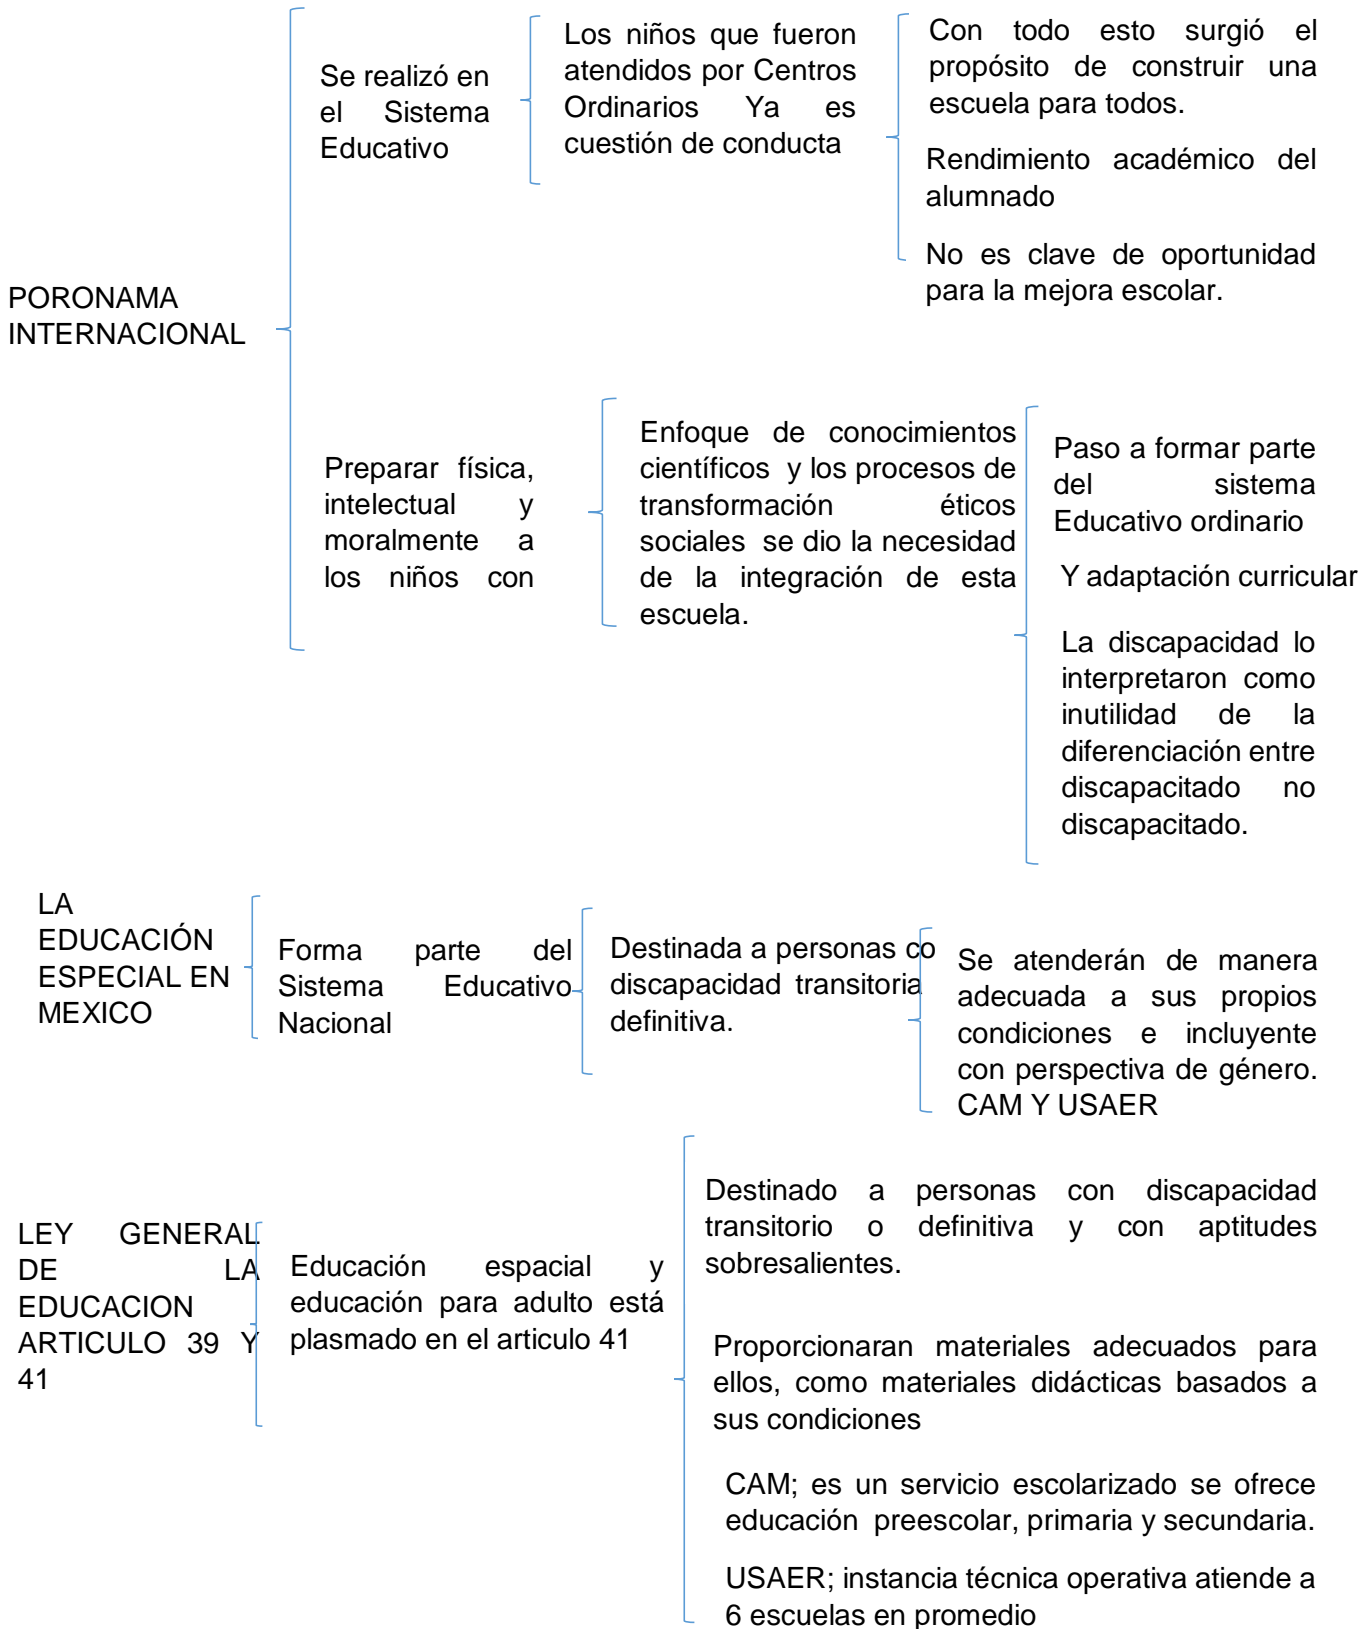 PORONAMA
INTERNACIONAL
Se realizó en
el Sistema
Educativo
Los niños que fueron
atendidos por Centros
Ordinarios Ya es
cuestión de conducta
Con todo esto surgió el
propósito de construir una
escuela para todos.
Rendimiento académico del
alumnado
No es clave de oportunidad
para la mejora escolar.
Preparar física,
intelectual y
moralmente a
los niños con
Enfoque de conocimientos
científicos y los procesos de
transformación éticos
sociales se dio la necesidad
de la integración de esta
escuela.
Paso a formar parte
del sistema
Educativo ordinario
Y adaptación curricular
La discapacidad lo
interpretaron como
inutilidad de la
diferenciación entre
discapacitado no
discapacitado.
LA
EDUCACIÓN
ESPECIAL EN
MEXICO
Forma parte del
Sistema Educativo
Nacional
Destinada a personas co
discapacidad transitoria
definitiva.
Se atenderán de manera
adecuada a sus propios
condiciones e incluyente
con perspectiva de género.
CAM Y USAER
LEY GENERAL
DE LA
EDUCACION
ARTICULO 39 Y
41
Educación espacial y
educación para adulto está
plasmado en el articulo 41
Destinado a personas con discapacidad
transitorio o definitiva y con aptitudes
sobresalientes.
Proporcionaran materiales adecuados para
ellos, como materiales didácticas basados a
sus condiciones
CAM; es un servicio escolarizado se ofrece
educación preescolar, primaria y secundaria.
USAER; instancia técnica operativa atiende a
6 escuelas en promedio